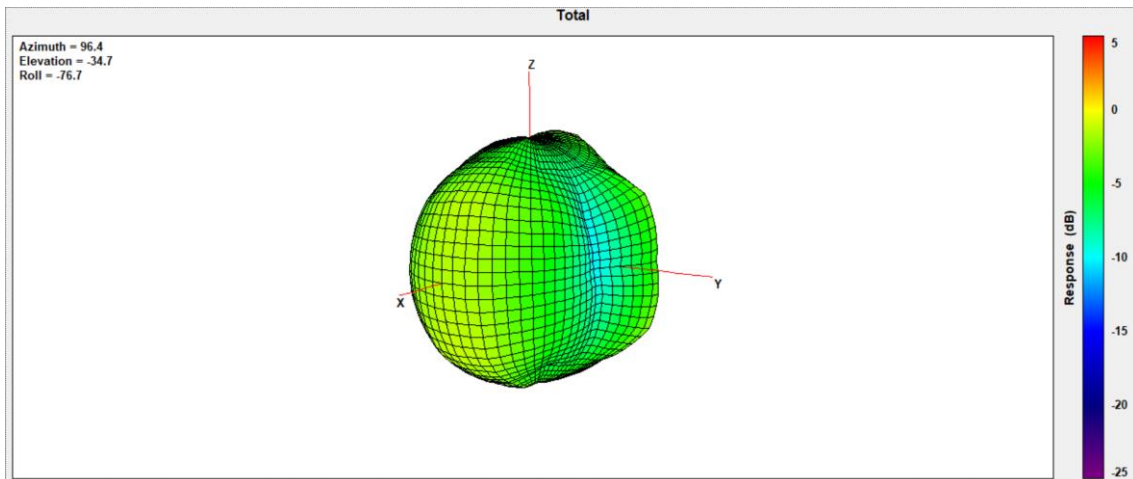 Total
Azimuth = 96.4
Elevation = -34.7
Roll = -76.7
Z
X
Y
5
0
-5
-10
-15
-20
-25
Response (dB)